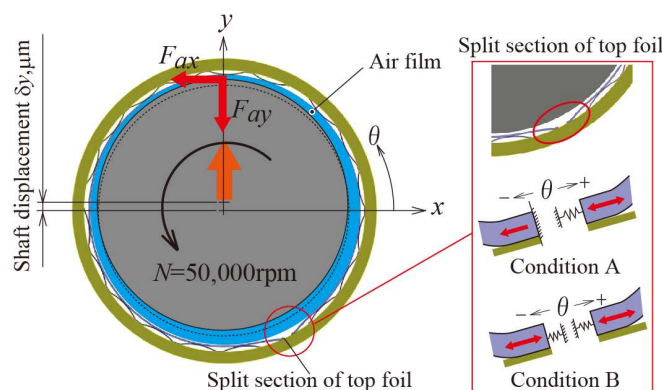 y
Shaft displacement δy,μm
Fax
Fay
Air film
θ
x
N=50,000rpm
Split section of top foil
Split section of top foil
- θ +
Condition A
- θ +
Condition B